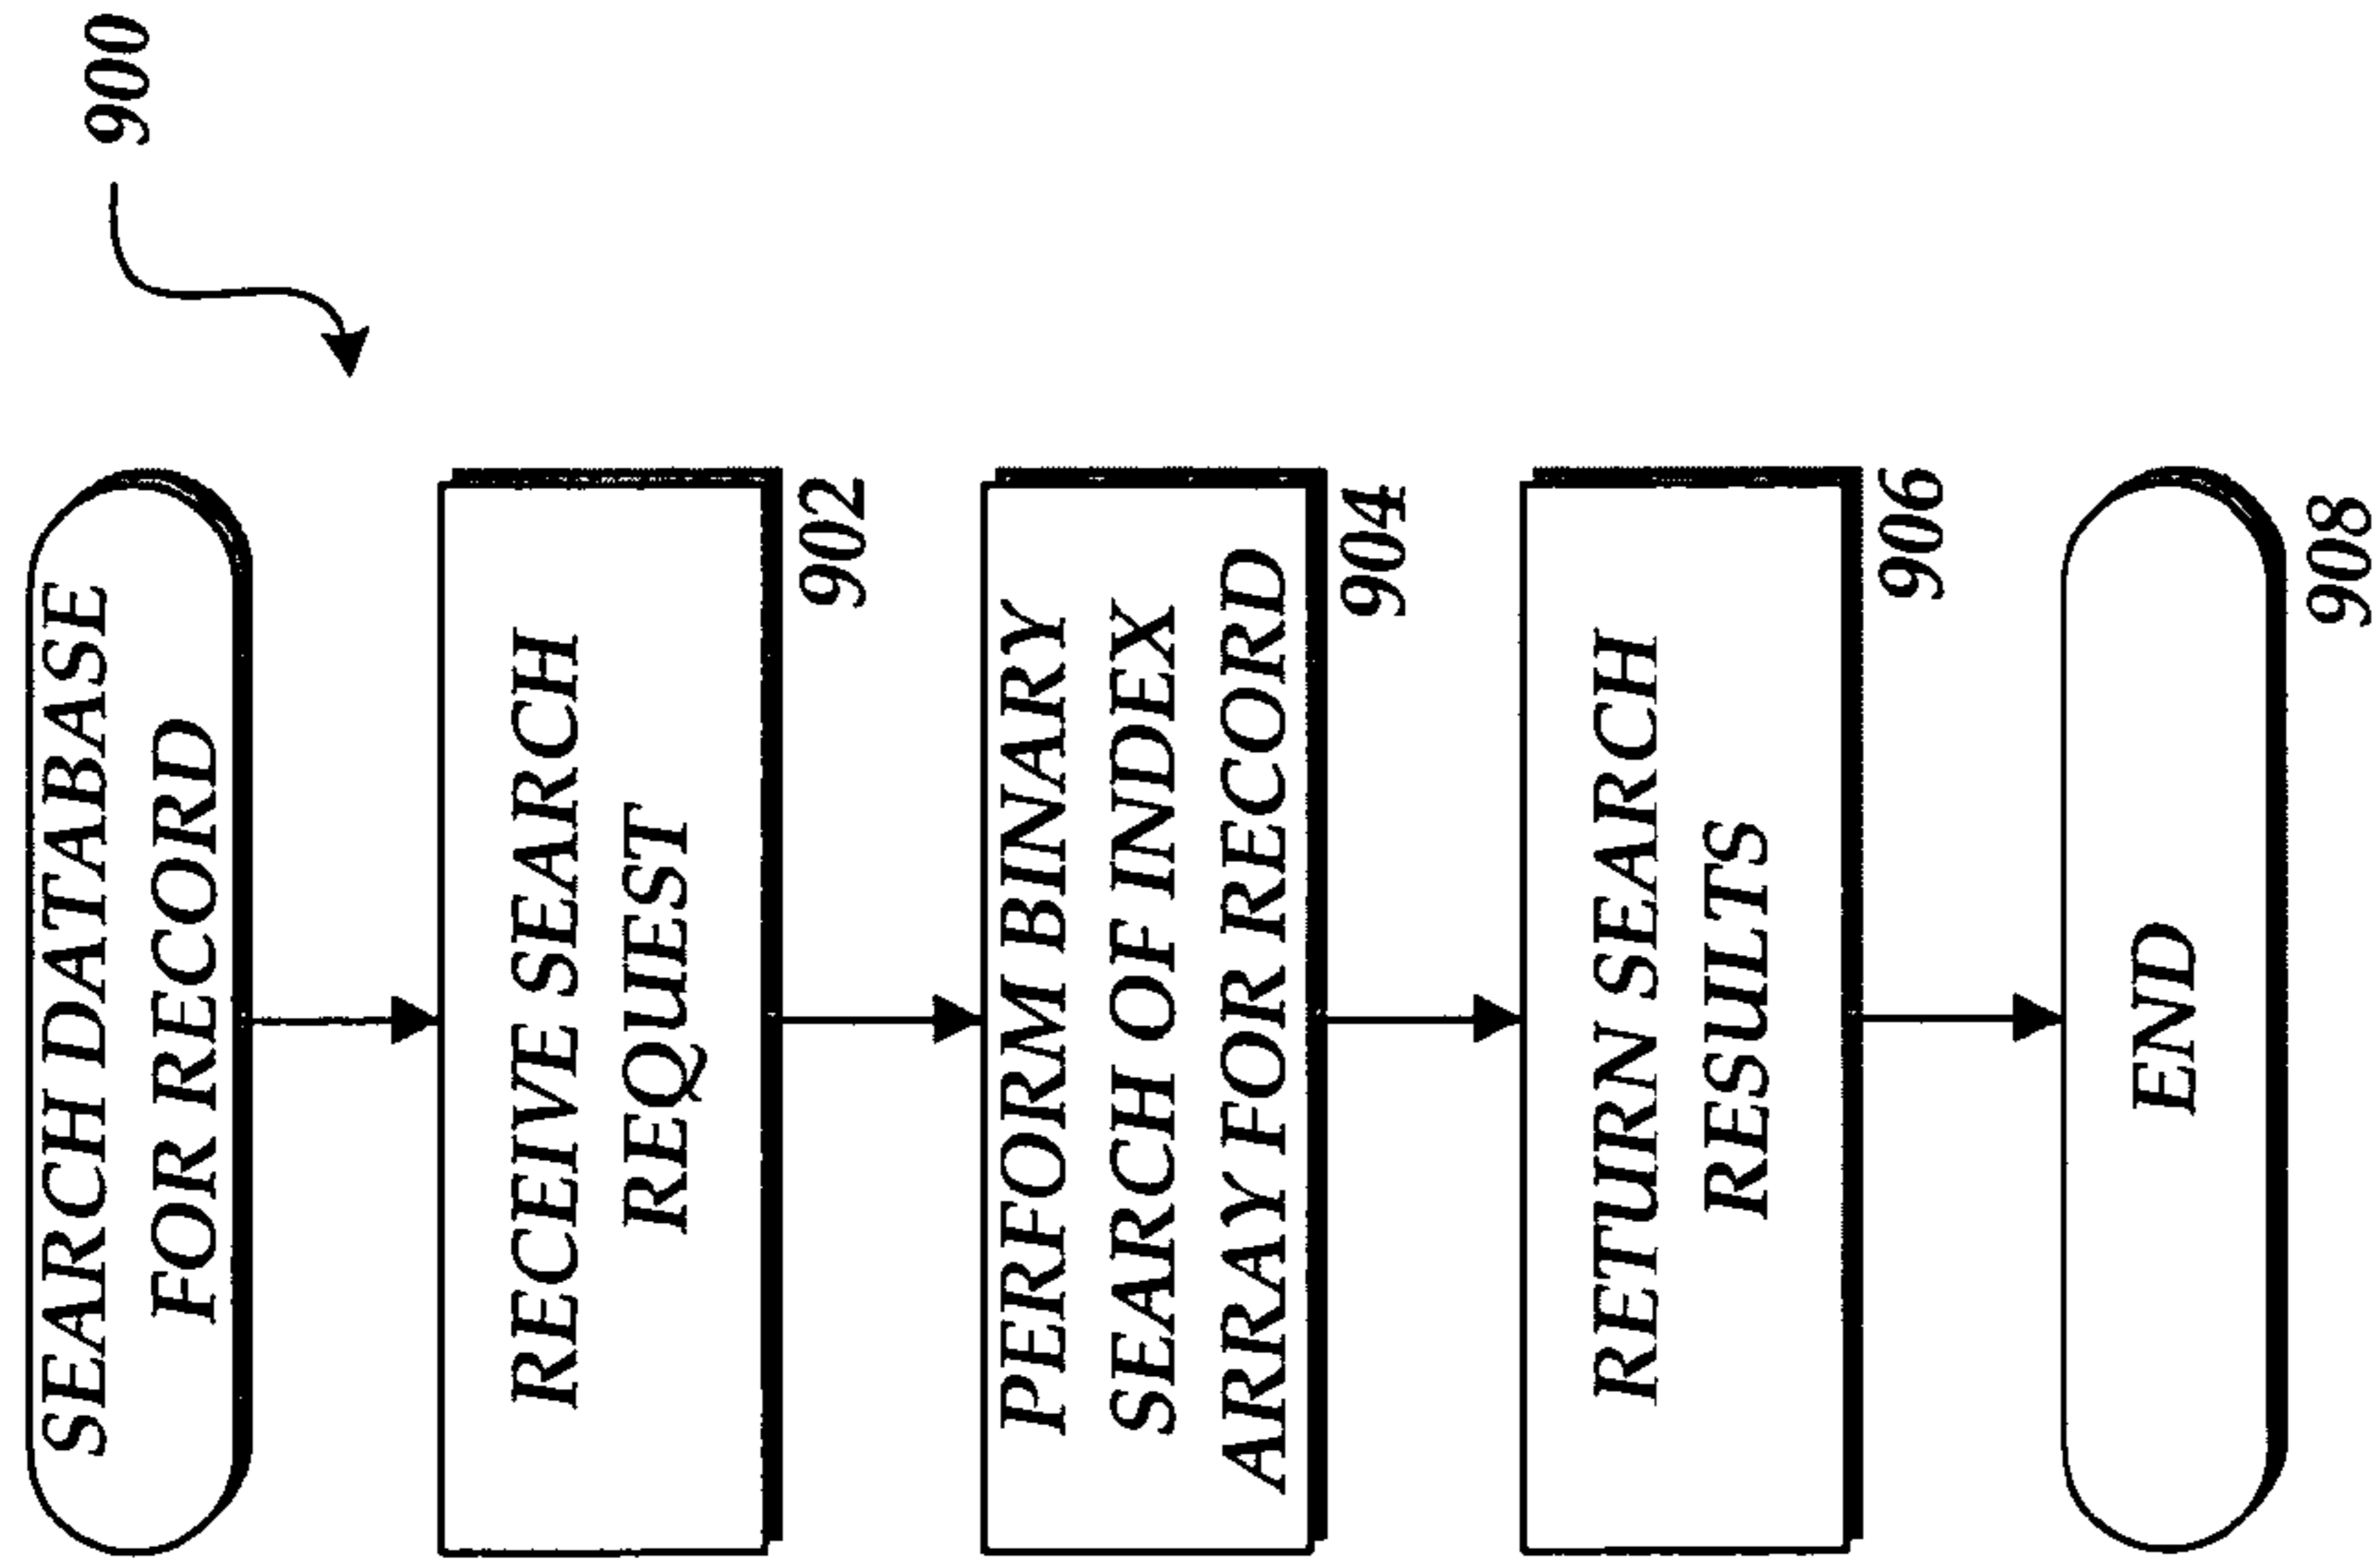 900
SEARCH DATABASE
FOR RECORD
RECEIVE SEARCH
REQUEST
902
PERFORM BINARY
SEARCH OF INDEX
ARRAY FOR RECORD
904
RETURN SEARCH
RESULTS
906
END
908